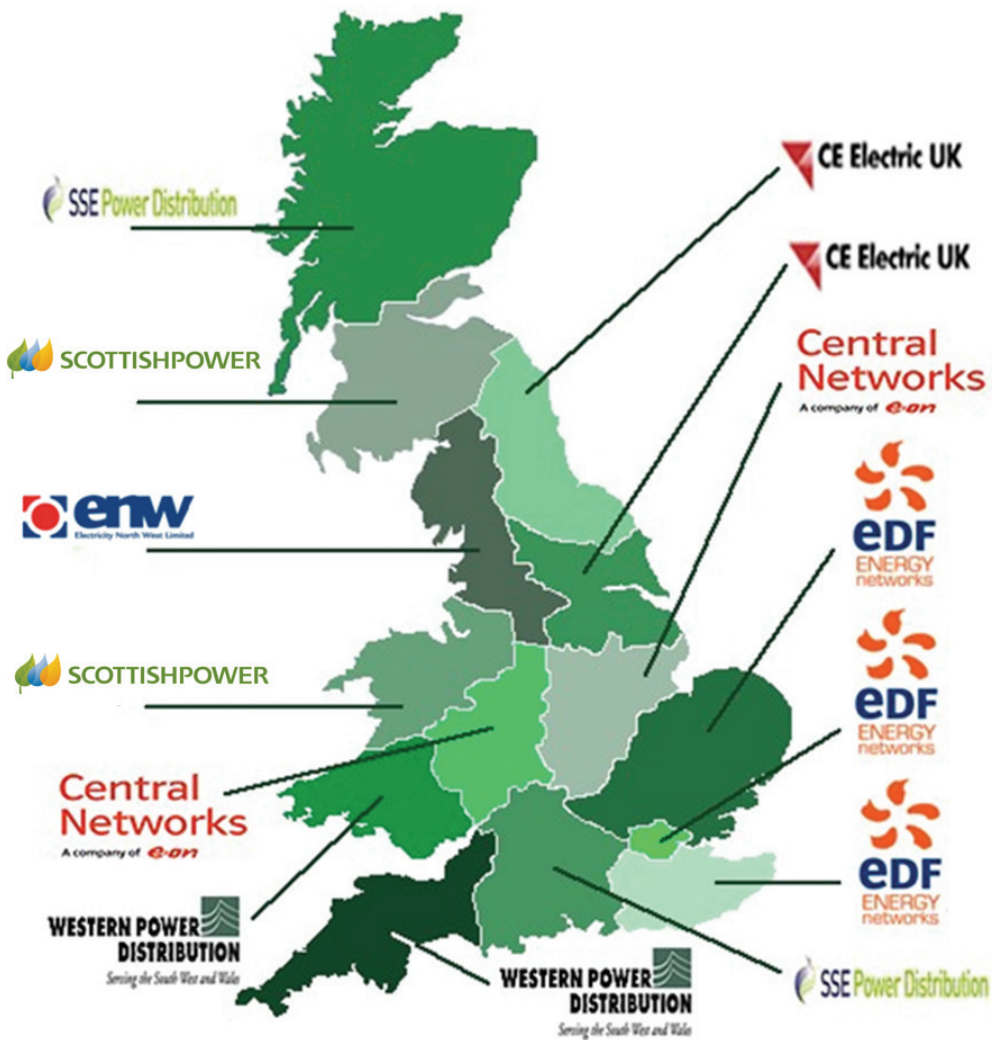 CE Electric UK
SSE Power Distribution
CE Electric UK
SCOTTISHPOWER
Central
Networks
A company of e·on
eDF
ENERGY
networks
enw
Electricity North West Limited
eDF
ENERGY
networks
SCOTTISHPOWER
Central
Networks
A company of e·on
eDF
ENERGY
networks
WESTERN POWER
DISTRIBUTION
Serving the South West and Wales
WESTERN POWER
DISTRIBUTION
Serving the South West and Wales
SSE Power Distribution